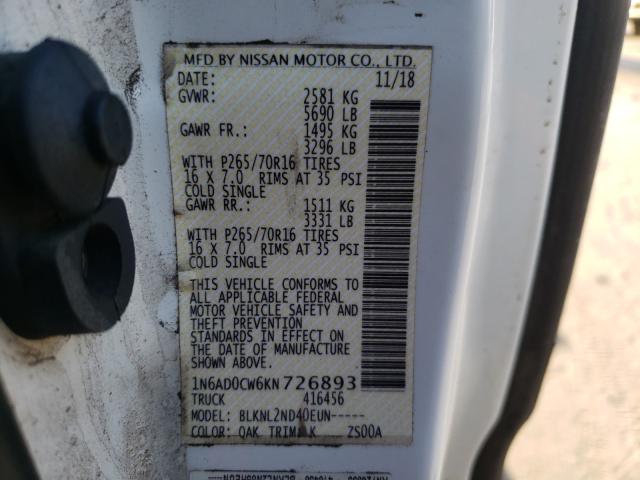 MFD BY NISSAN MOTOR CO., LTD.
DATE: 11/18
GVWR: 2581 KG
5690 LB
GAWR FR.: 1495 KG
3296 LB
WITH P265/70R16 TIRES
16 X 7.0 RIMS AT 35 PSI
COLD SINGLE
GAWR RR.: 1511 KG
3331 LB
WITH P265/70R16 TIRES
16 X 7.0 RIMS AT 35 PSI
COLD SINGLE
THIS VEHICLE CONFORMS TO
ALL APPLICABLE FEDERAL
MOTOR VEHICLE SAFETY AND
THEFT PREVENTION
STANDARDS IN EFFECT ON
THE DATE OF MANUFACTURE
SHOWN ABOVE.
1N6AD0CW6KN726893
TRUCK 416456
MODEL: BLKNL2ND40EUN-----
COLOR: QAK TRIM: K ZS00A